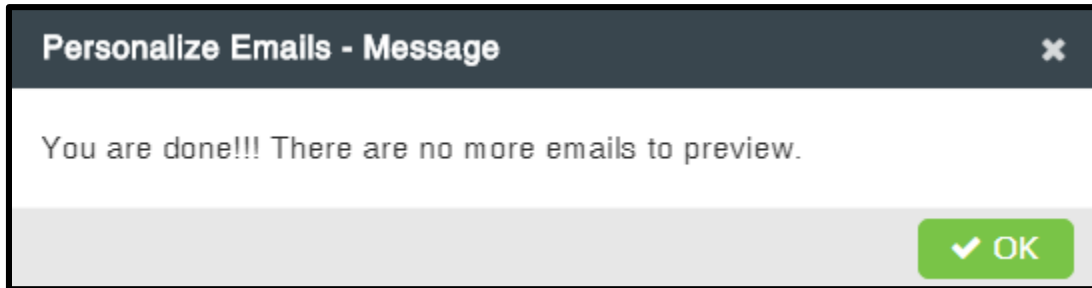 Personalize Emails - Message
You are done!!! There are no more emails to preview.
OK